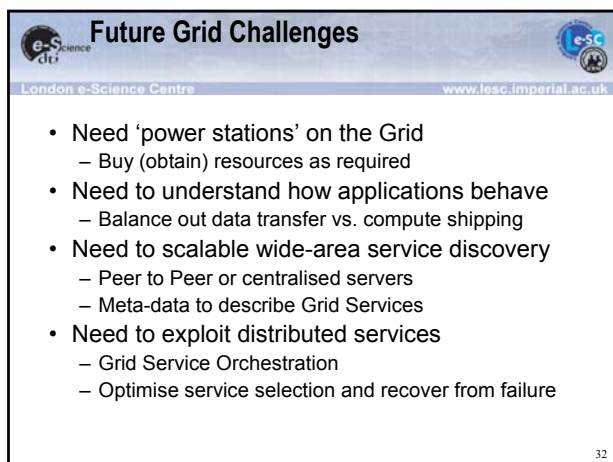 e-Science
dti
Future Grid Challenges
e-SC
London e-Science Centre
www.lesc.imperial.ac.uk
• Need ‘power stations’ on the Grid
– Buy (obtain) resources as required
• Need to understand how applications behave
– Balance out data transfer vs. compute shipping
• Need to scalable wide-area service discovery
– Peer to Peer or centralised servers
– Meta-data to describe Grid Services
• Need to exploit distributed services
– Grid Service Orchestration
– Optimise service selection and recover from failure
32